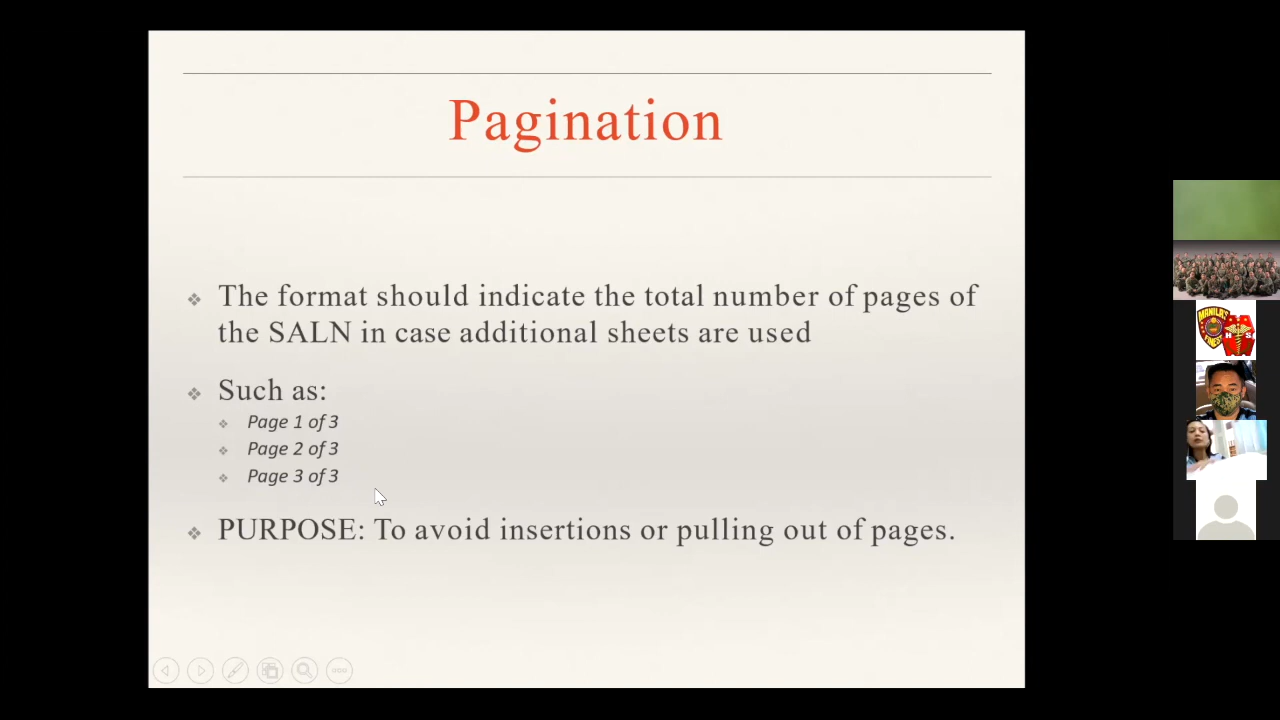 Pagination
The format should indicate the total number of pages of
the SALN in case additional sheets are used
Such as:
Page 1 of 3
Page 2 of 3
Page 3 of 3
PURPOSE: To avoid insertions or pulling out of pages.
MANILA'S
FINEST